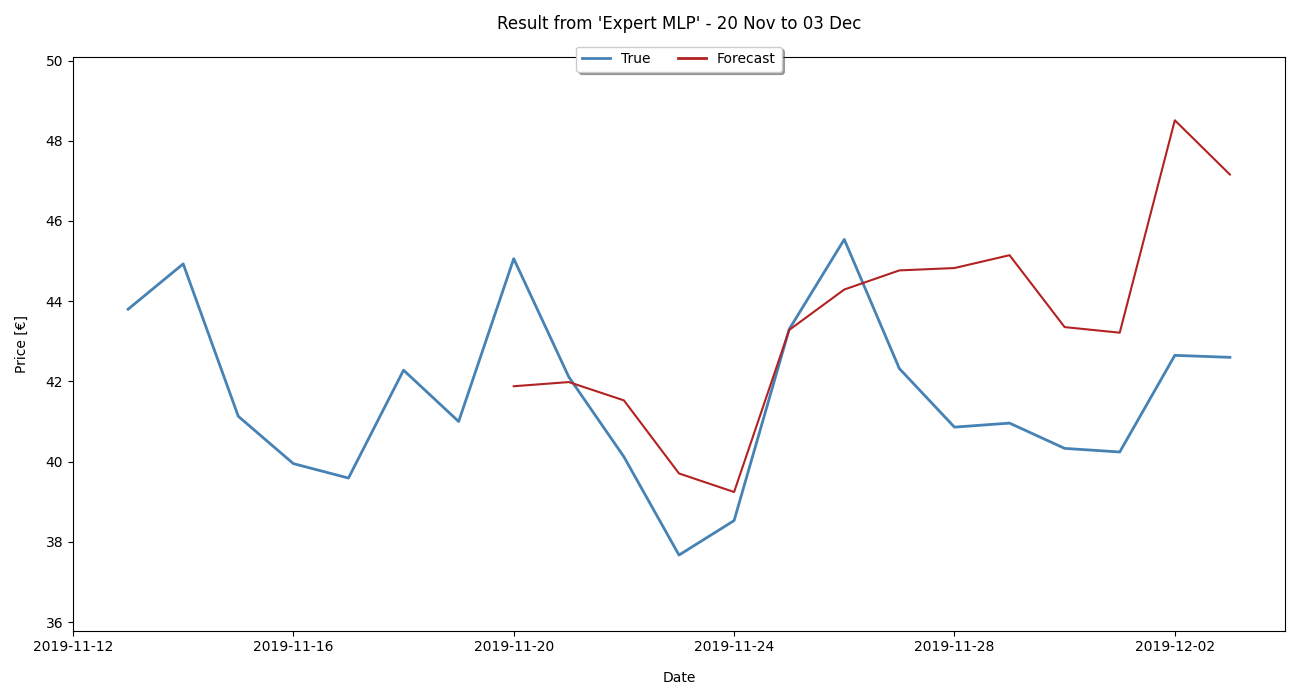 Result from 'Expert MLP' - 20 Nov to 03 Dec
True Forecast
50
48
46
44
42
40
38
36
Price [€]
2019-11-12 2019-11-16 2019-11-20 2019-11-24 2019-11-28 2019-12-02
Date